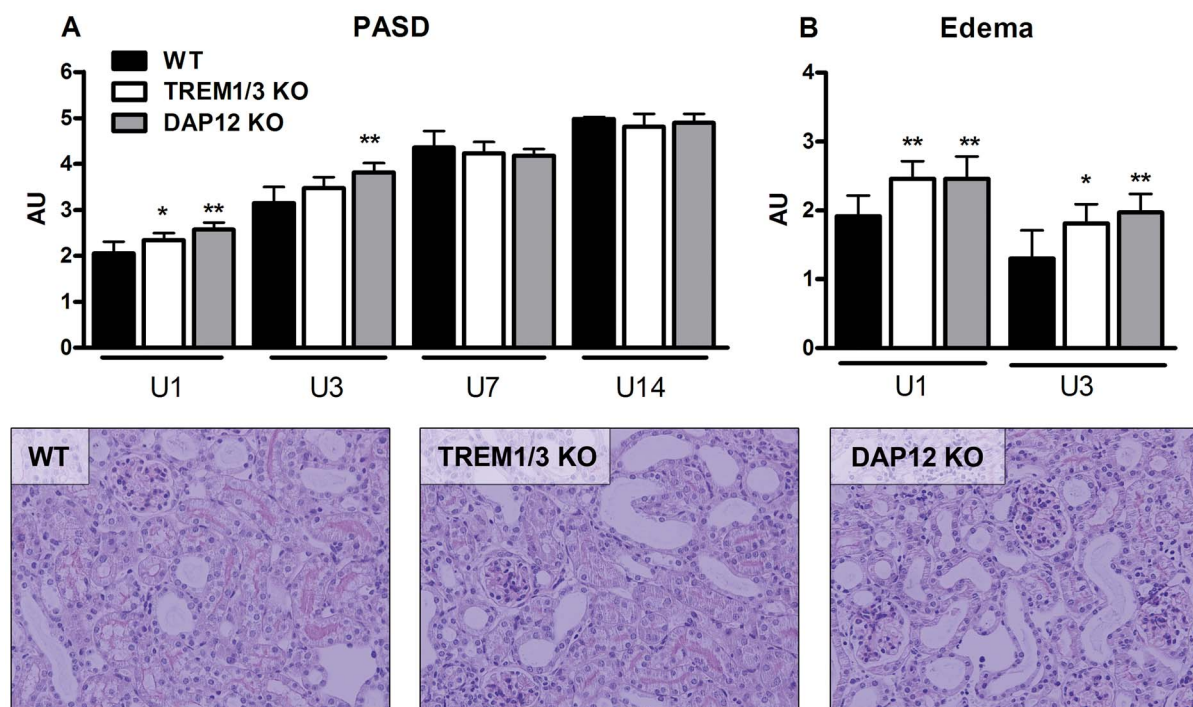 A PASD
WT
TREM1/3 KO
DAP12 KO
AU
6
5
4
3
2
1
0
* **
**
U1 U3 U7 U14
B Edema
AU
4
3
2
1
0
** **
* **
U1 U3
WT
TREM1/3 KO
DAP12 KO